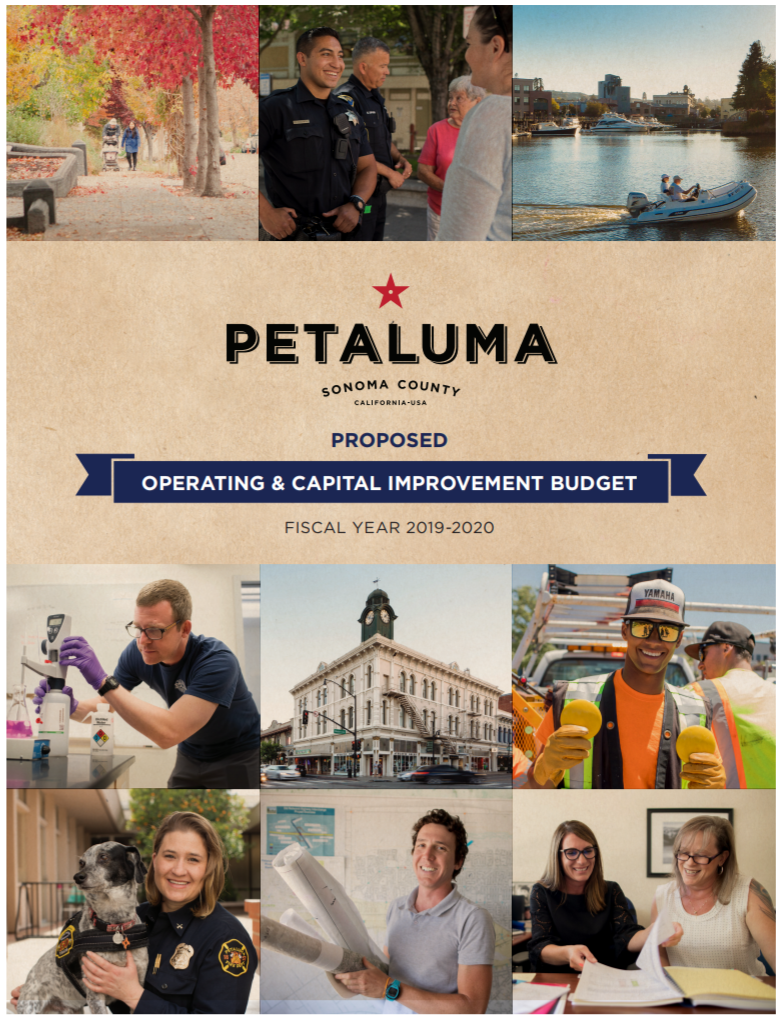 PETALUMA
SONOMA COUNTY
CALIFORNIA-USA
PROPOSED
OPERATING & CAPITAL IMPROVEMENT BUDGET
FISCAL YEAR 2019-2020
YAMAHA